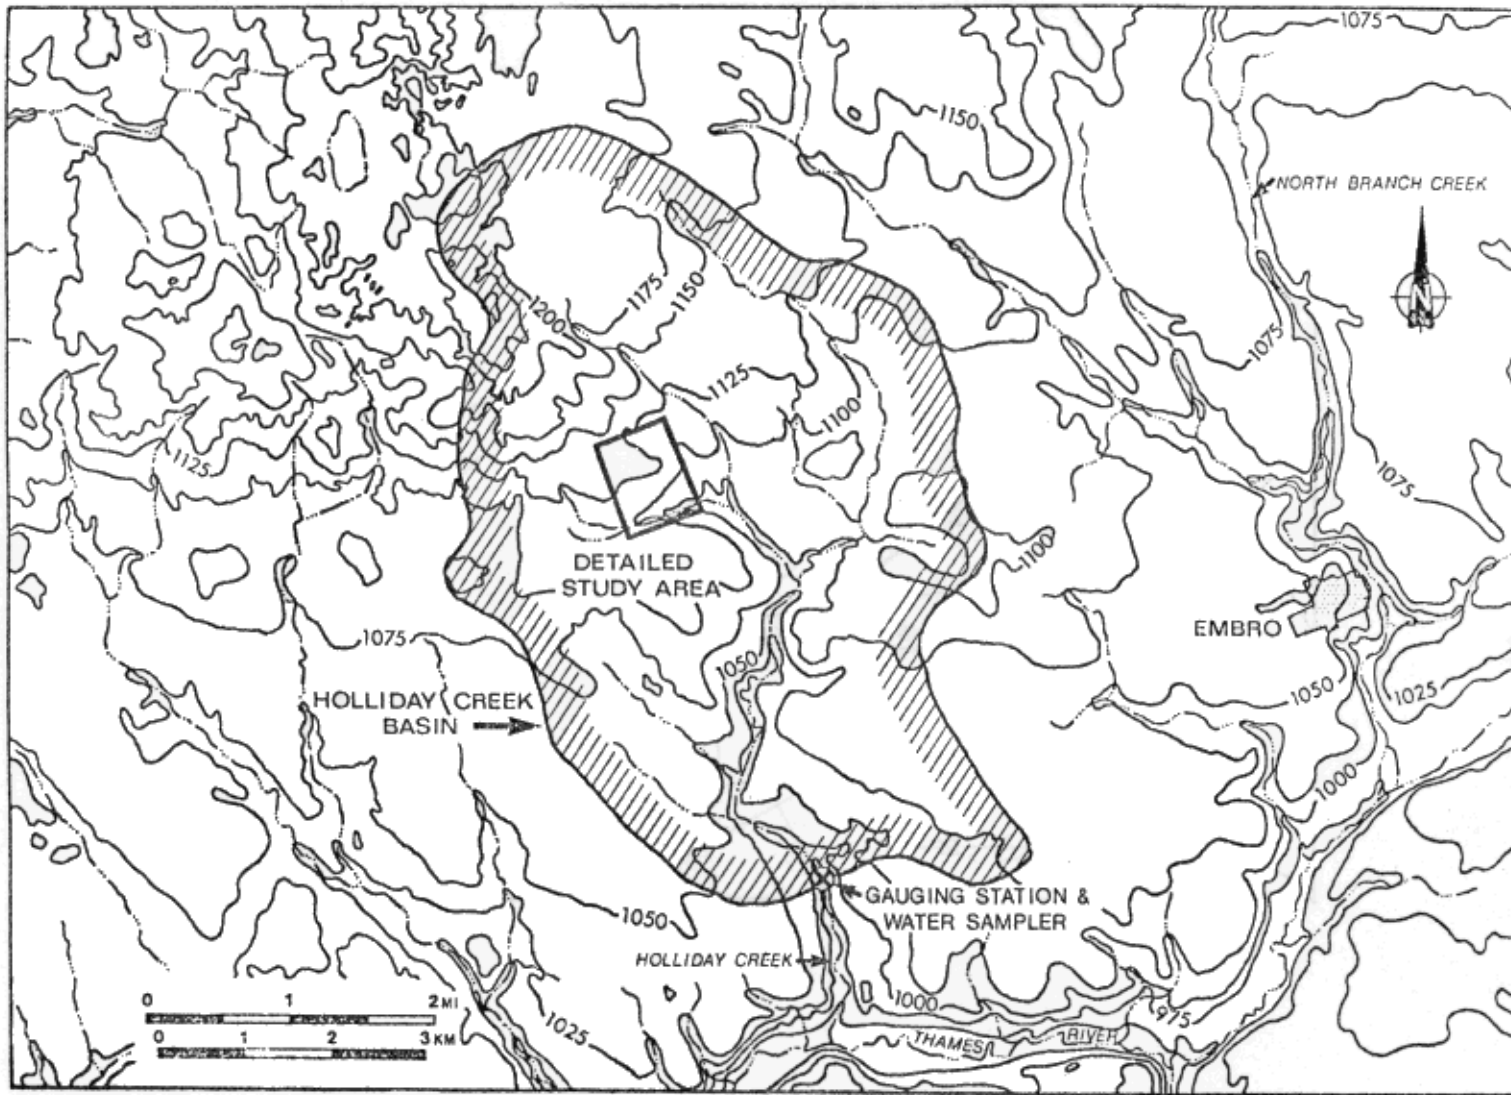 1075
1150
NORTH BRANCH CREEK
N
1175
1150
1200
1075
1125
1100
1125
1075
1100
DETAILED
STUDY AREA
EMBRO
1075
1050
1050
1025
HOLLIDAY CREEK
BASIN
1000
GAUGING STATION &
WATER SAMPLER
1050
HOLLIDAY CREEK
0 1 2 MI
1000
975
1025
0 1 2 3 KM
THAMES RIVER